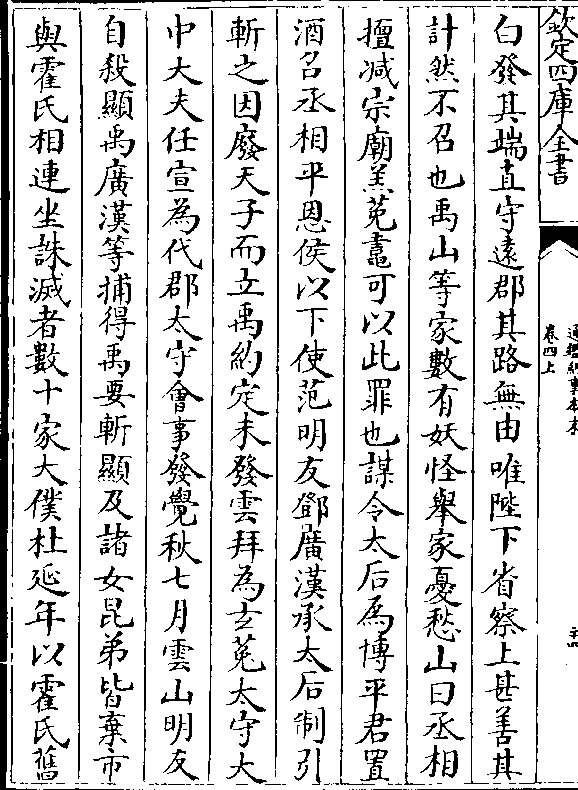 欽定四庫全書
通鑑紀事本末
卷四上
白發其端直守遠郡其路無由唯陛下省察上甚善其
計然不召也禹山等家數有妖怪舉家憂愁山曰丞相
擅減宗廟羔菟鼃可以此罪也謀令太后為博平君置
酒召丞相平恩侯以下使范明友鄧廣漢承太后制引
斬之因廢天子而立禹約定未發雲拜為玄菟太守大
中大夫任宣為代郡太守會事發覺秋七月雲山明友
自殺顯禹廣漢等捕得禹要斬顯及諸女昆弟皆棄市
與霍氏相連坐誅滅者數十家大僕杜延年以霍氏舊